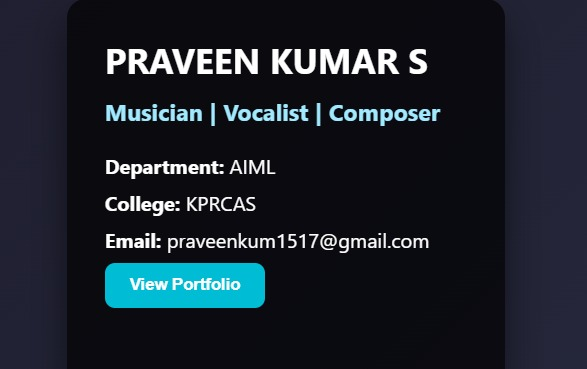 PRAVEEN KUMAR S
Musician | Vocalist | Composer
Department: AIML
College: KPRCAS
Email: praveenkum1517@gmail.com
View Portfolio